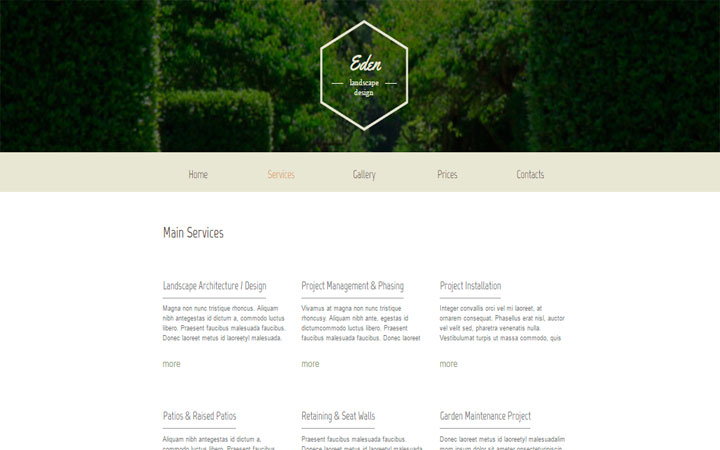 Eden
landscape
design
Home Services Gallery Prices Contacts
Main Services
Landscape Architecture / Design
Magna non nunc tristique rhoncus. Aliquam
nibh antegestas id dictum a, commodo luctus
libero. Praesent faucibus malesuada faucibus.
Donec laoreet metus id laoreetyl malesuada.
more
Project Management & Phasing
Vivamus at magna non nunc tristique
rhoncusy. Aliquam nibh ante, egestas id
dictumcommodo luctus libero. Praesent
faucibus malesuada faucibus. Donec laoreet
more
Project Installation
Integer convallis orci vel mi laoreet, at
ornarem consequat. Phasellus erat nisl, auctor
vel velit sed, pharetra venenatis nulla.
Vestibulumat turpis ut massa commodo, quis
more
Patios & Raised Patios
Aliquam nibh antegestas id dictum a,
commodo luctus libero. Praesent faucibus
Retaining & Seat Walls
Praesent faucibus malesuada faucibus.
Donece laoreet metus id laoreetyl malesuada
Garden Maintenance Project
Donec laoreet metus id laoreetyl malesuadalim